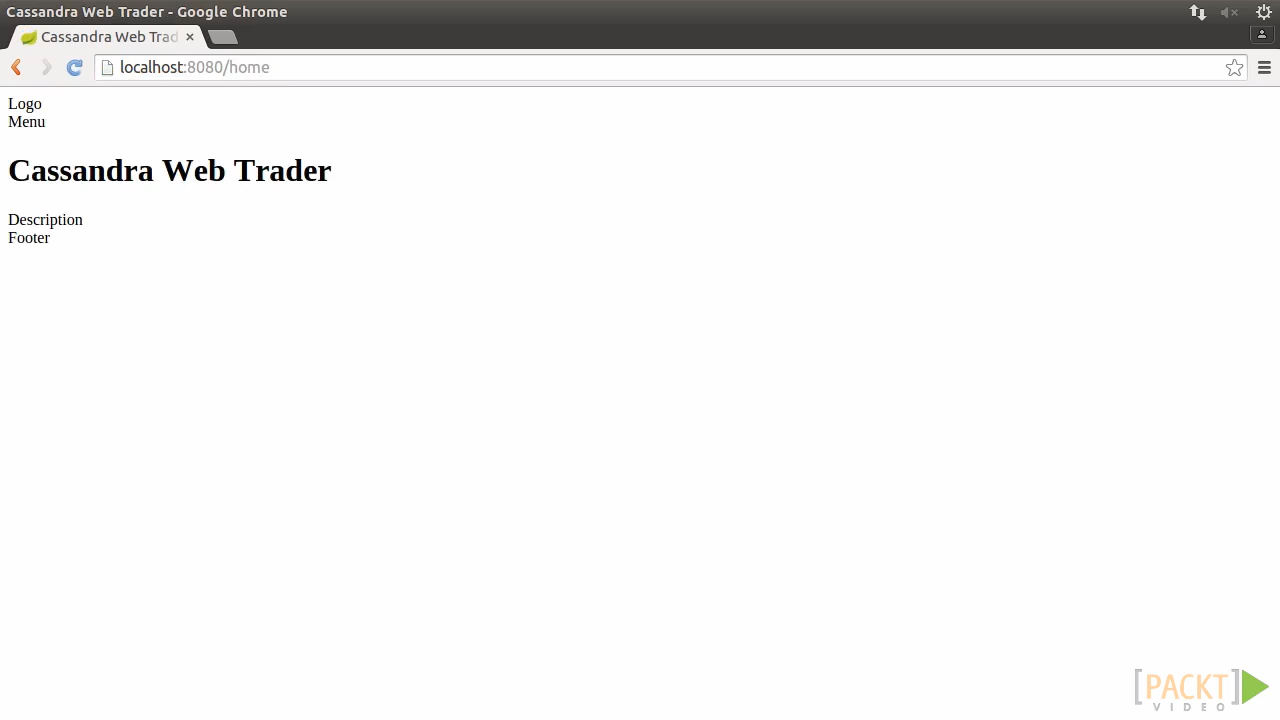 Cassandra Web Trader - Google Chrome
Cassandra Web Trad
localhost:8080/home
Logo
Menu
Cassandra Web Trader
Description
Footer
[PACKT]
VIDEO